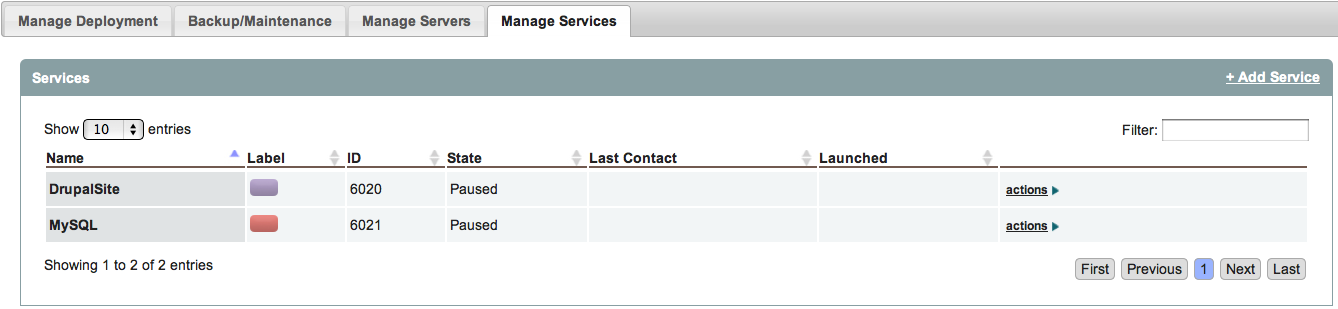 Manage Deployment Backup/Maintenance Manage Servers Manage Services
Services + Add Service
Show 10 entries Filter:
Name Label ID State Last Contact Launched
DrupalSite 6020 Paused actions
MySQL 6021 Paused actions
Showing 1 to 2 of 2 entries First Previous 1 Next Last